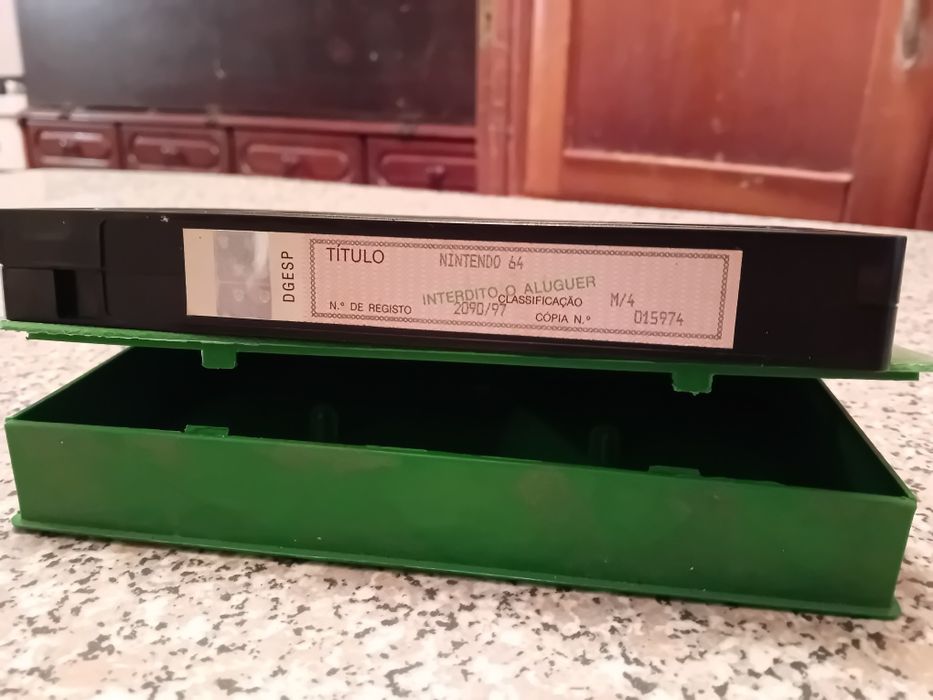 DGESP
TÍTULO NINTENDO 64
INTERDITO O ALUGUER
CLASSIFICAÇÃO M/4
N.º DE REGISTO 2090/97 CÓPIA N.º 015974